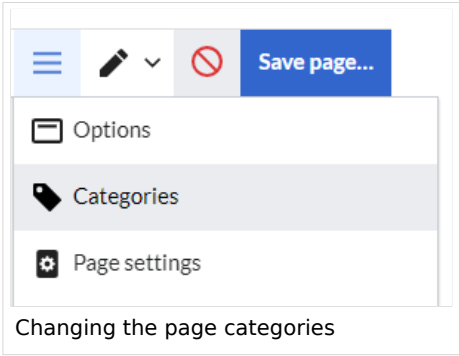 Save page...
Options
Categories
Page settings
Changing the page categories